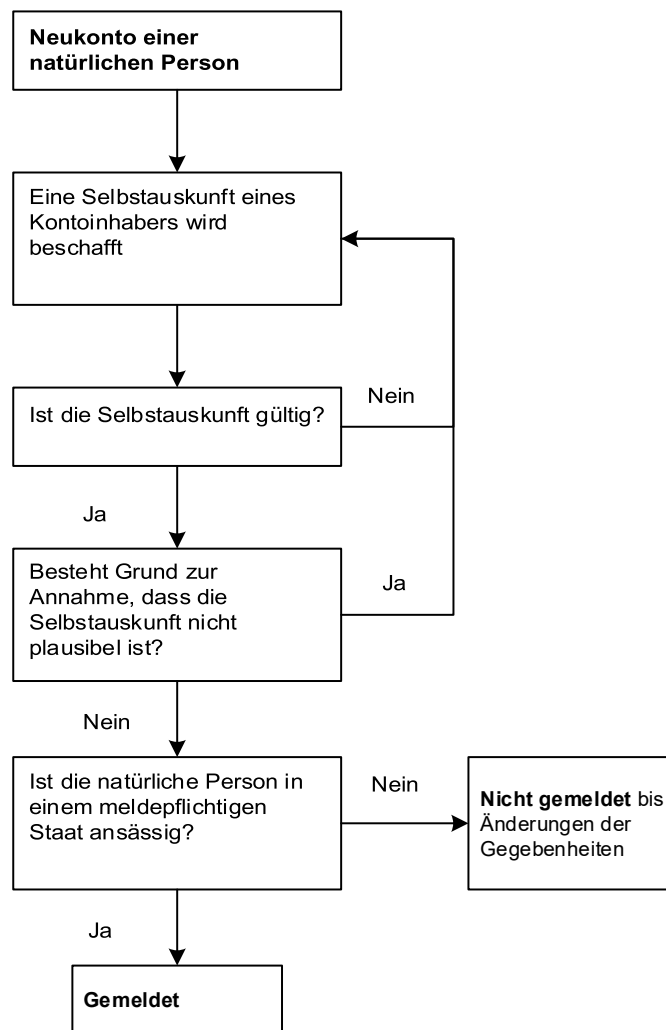 Neukonto einer
natürlichen Person
Eine Selbstauskunft eines
Kontoinhabers wird
beschafft
Ist die Selbstauskunft gültig?
Nein
Ja
Besteht Grund zur
Annahme, dass die
Selbstauskunft nicht
plausibel ist?
Ja
Nein
Ist die natürliche Person in
einem meldepflichtigen
Staat ansässig?
Nein
Nicht gemeldet bis
Änderungen der
Gegebenheiten
Ja
Gemeldet